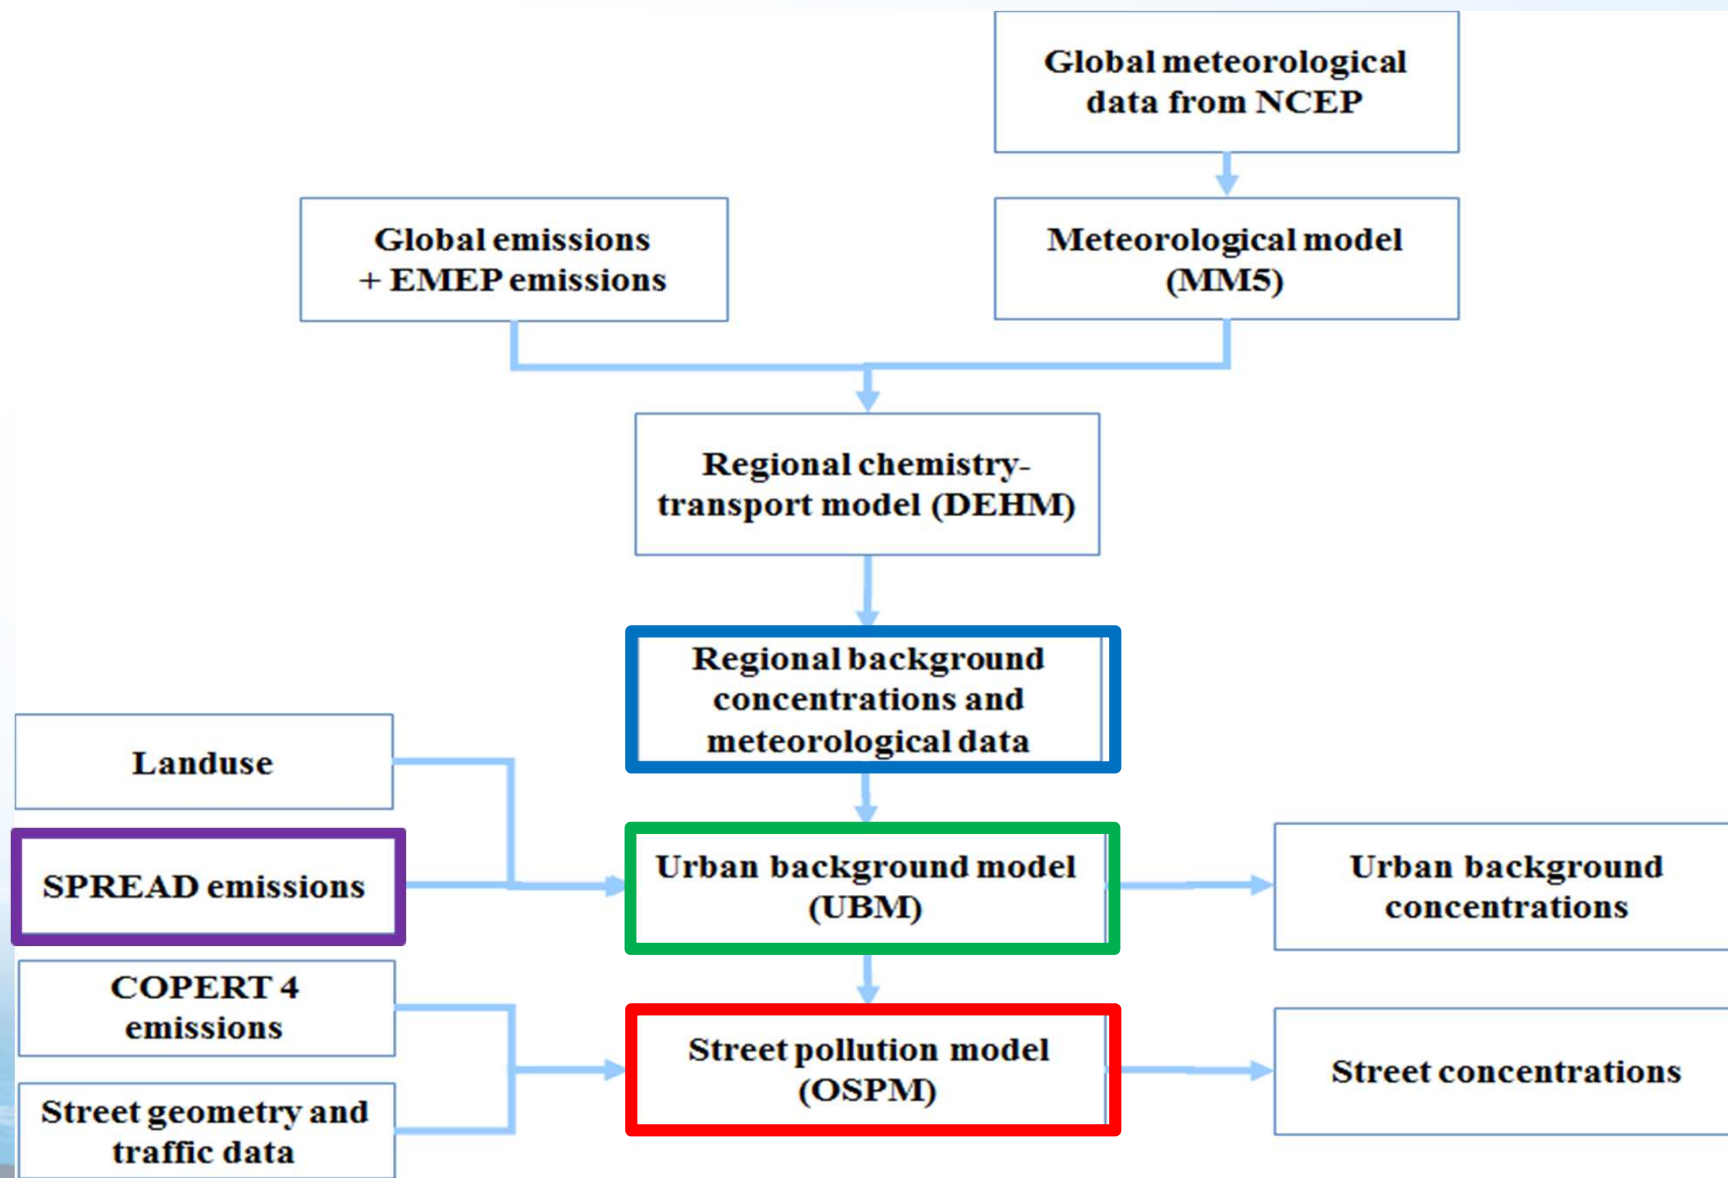 Global meteorological
data from NCEP
Global emissions
+ EMEP emissions
Meteorological model
(MM5)
Regional chemistry-
transport model (DEHM)
Regional background
concentrations and
meteorological data
Landuse
SPREAD emissions
Urban background model
(UBM)
Urban background
concentrations
COPERT 4
emissions
Street pollution model
(OSPM)
Street concentrations
Street geometry and
traffic data